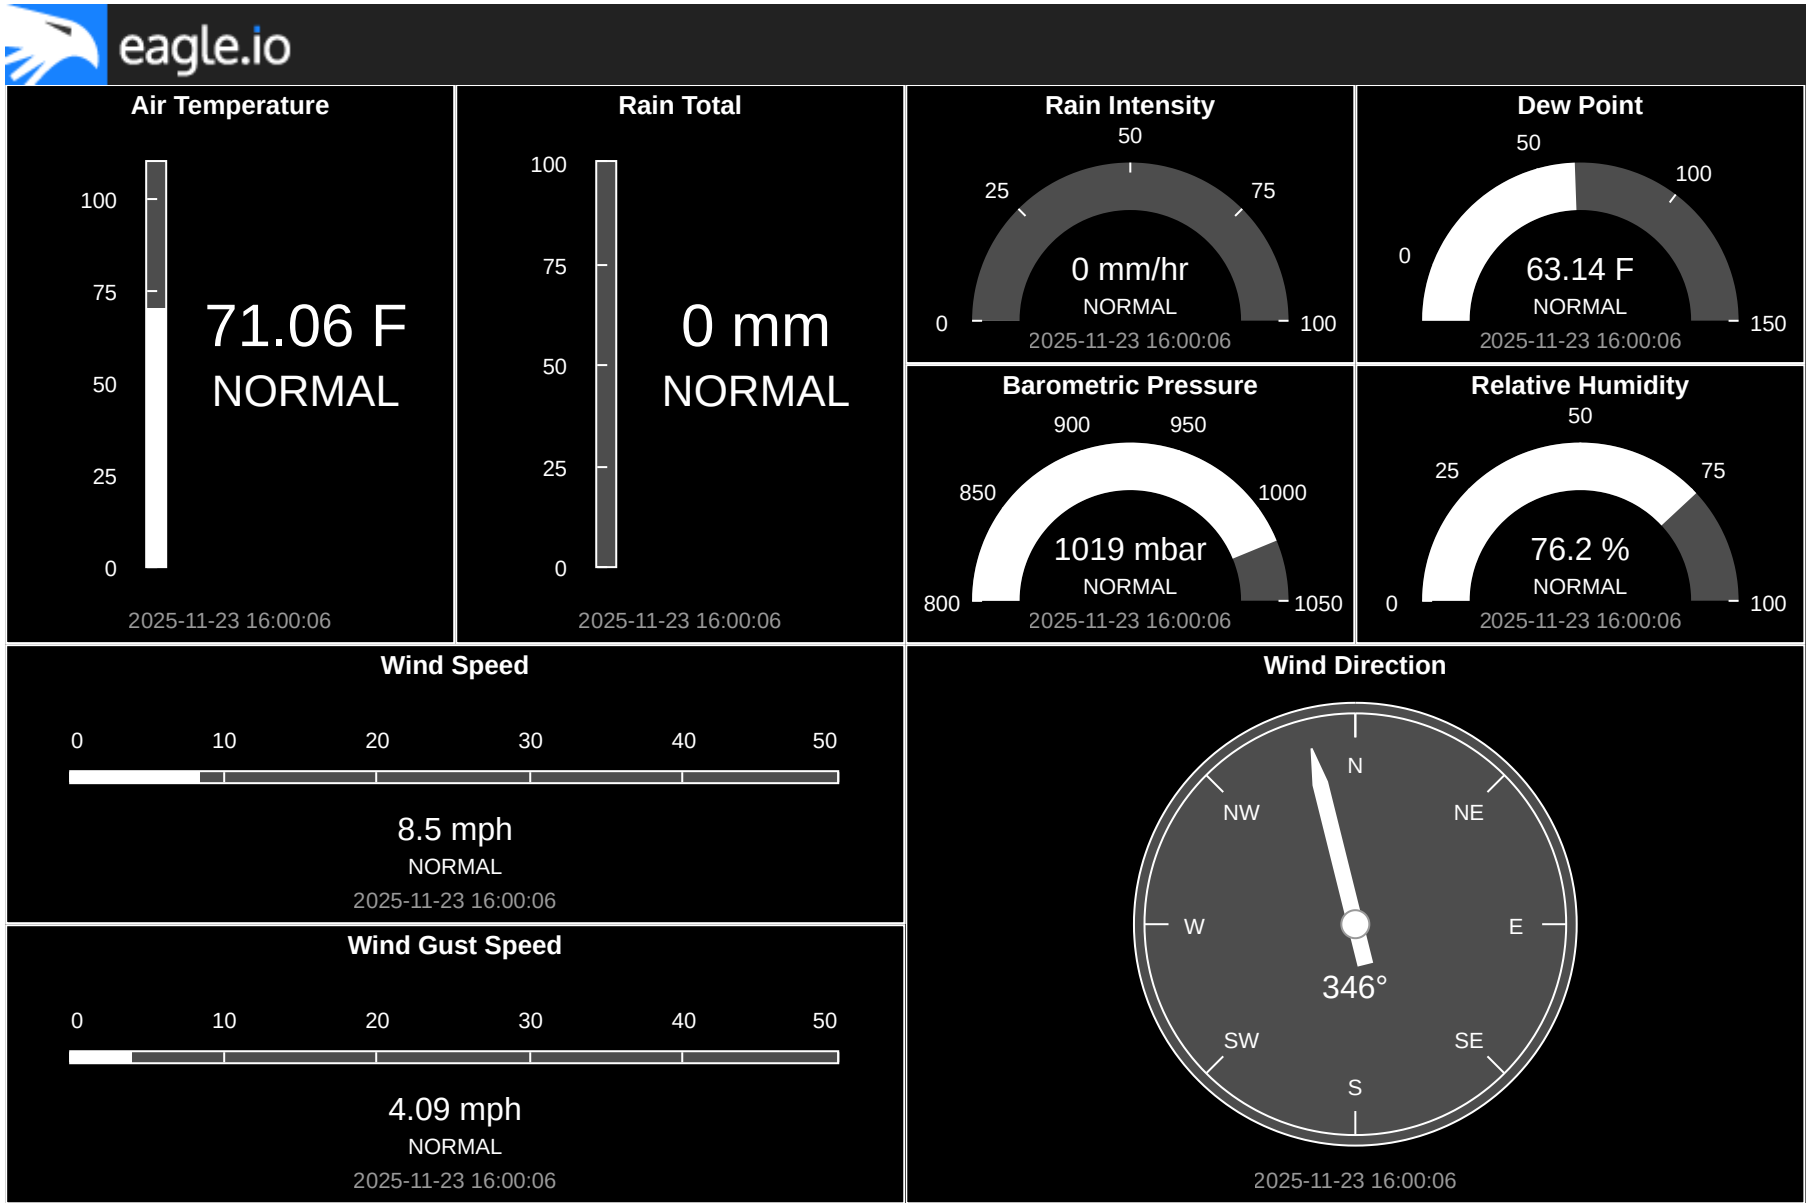 eagle.io
Air Temperature
100
75
50
25
0
71.06 F
NORMAL
2025-11-23 16:00:06
Rain Total
100
75
50
25
0
0 mm
NORMAL
2025-11-23 16:00:06
Rain Intensity
50
25
75
0
100
0 mm/hr
NORMAL
2025-11-23 16:00:06
Dew Point
50
100
0
150
63.14 F
NORMAL
2025-11-23 16:00:06
Barometric Pressure
900
950
850
1000
800
1050
1019 mbar
NORMAL
2025-11-23 16:00:06
Relative Humidity
50
25
75
0
100
76.2 %
NORMAL
2025-11-23 16:00:06
Wind Speed
0 10 20 30 40 50
8.5 mph
NORMAL
2025-11-23 16:00:06
Wind Gust Speed
0 10 20 30 40 50
4.09 mph
NORMAL
2025-11-23 16:00:06
Wind Direction
N
NW NE
W E
346°
SW SE
S
2025-11-23 16:00:06